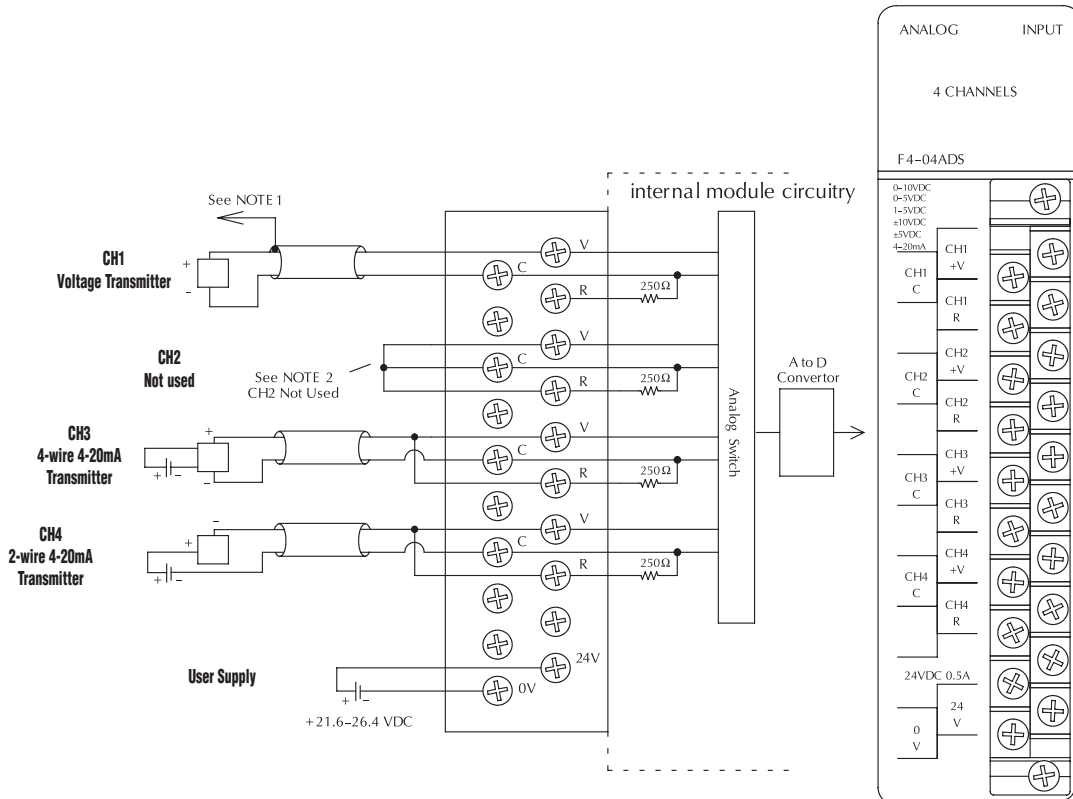 See NOTE 1
CH1
Voltage Transmitter
+
-
CH2
Not used
See NOTE 2
CH2 Not Used
CH3
4-wire 4-20mA
Transmitter
+
-
+
-
CH4
2-wire 4-20mA
Transmitter
-
+
+
-
User Supply
+
-
+21.6–26.4 VDC
internal module circuitry
V
C
R
250Ω
V
C
R
250Ω
V
C
R
250Ω
V
C
R
250Ω
24V
0V
Analog Switch
A to D
Convertor
ANALOG INPUT
4 CHANNELS
F4–04ADS
0–10VDC
0–5VDC
1–5VDC
±10VDC
±5VDC
4–20mA
CH1
+V
CH1
C
CH1
R
CH2
+V
CH2
C
CH2
R
CH3
+V
CH3
C
CH3
R
CH4
+V
CH4
C
CH4
R
24VDC 0.5A
24
V
0
V